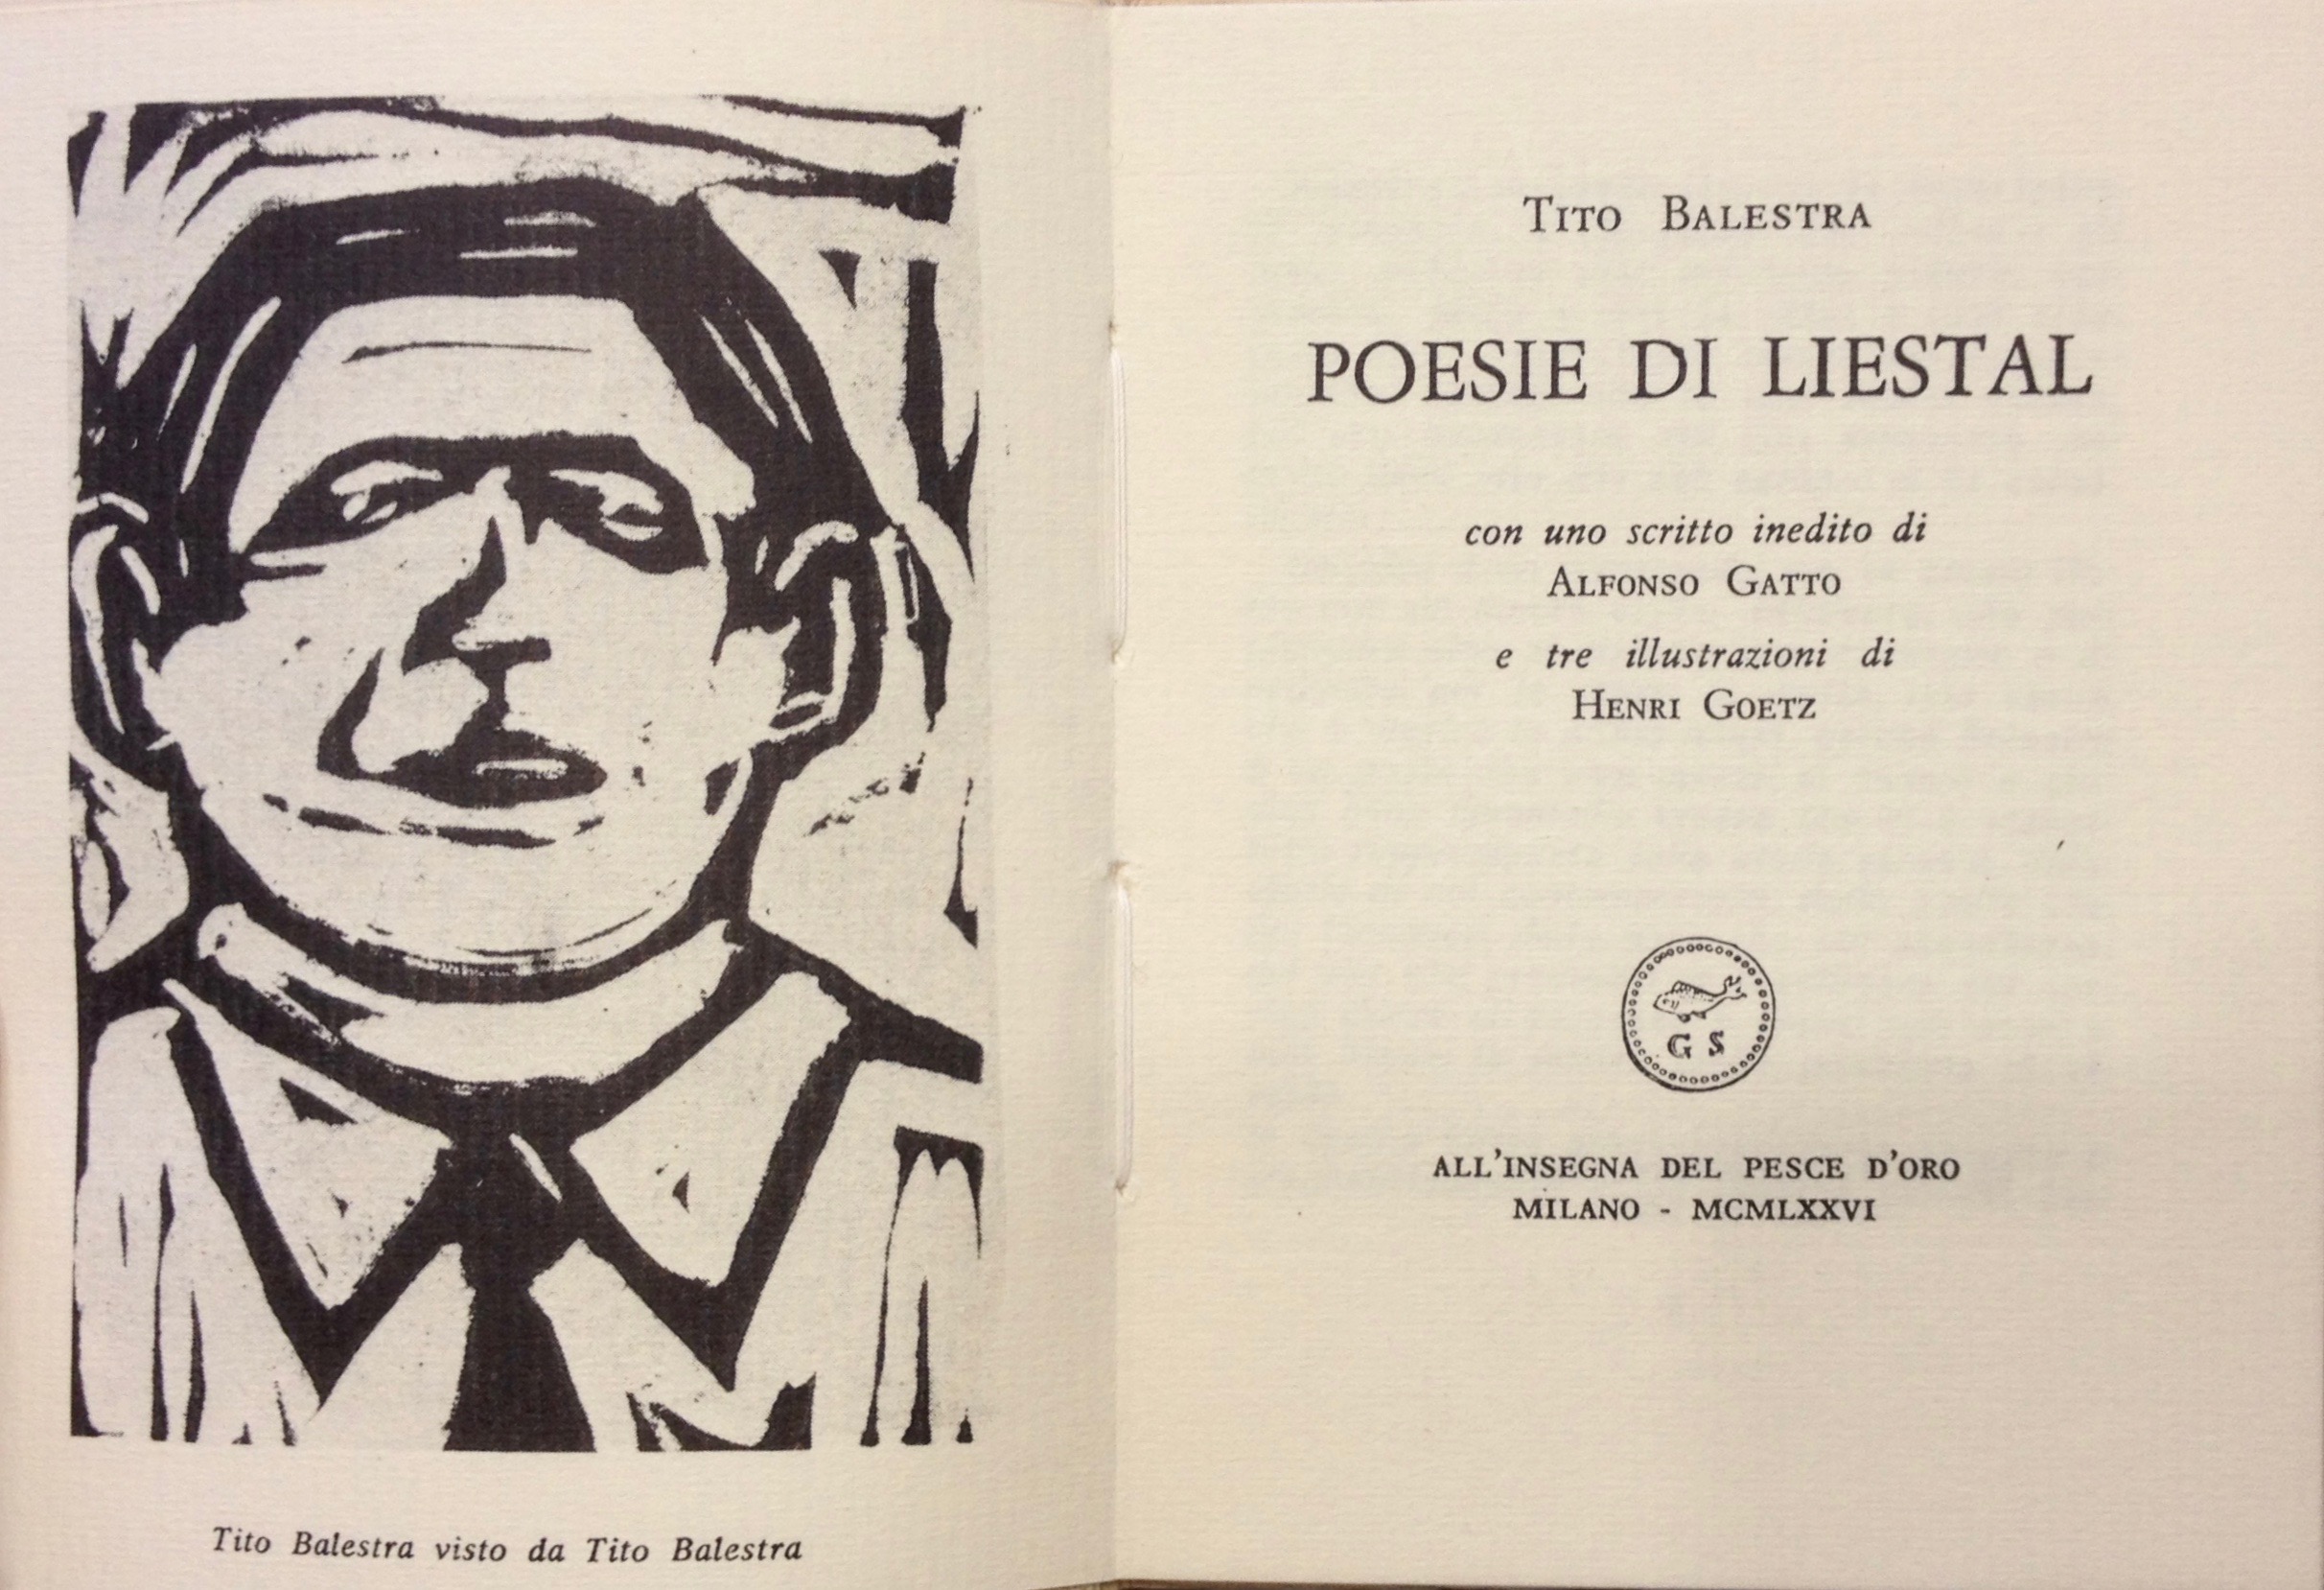 Tito Balestra visto da Tito Balestra
TITO BALESTRA
POESIE DI LIESTAL
con uno scritto inedito di
ALFONSO GATTO
e tre illustrazioni di
HENRI GOETZ
G S
ALL'INSEGNA DEL PESCE D'ORO
MILANO - MCMLXXVI